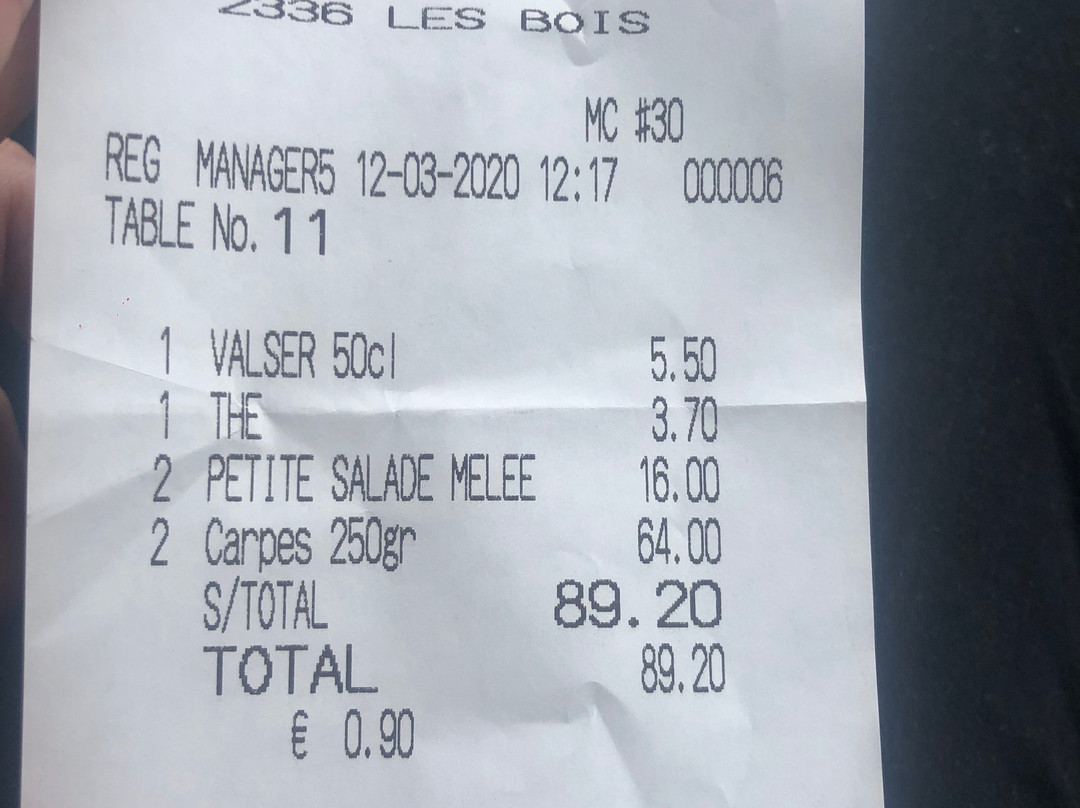 2336 LES BOIS
MC #30
REG MANAGER5 12-03-2020 12:17 000006
TABLE No. 11
1 VALSER 50cl 5.50
1 THE 3.70
2 PETITE SALADE MELEE 16.00
2 Carpes 250gr 64.00
S/TOTAL 89.20
TOTAL 89.20
€ 0.90